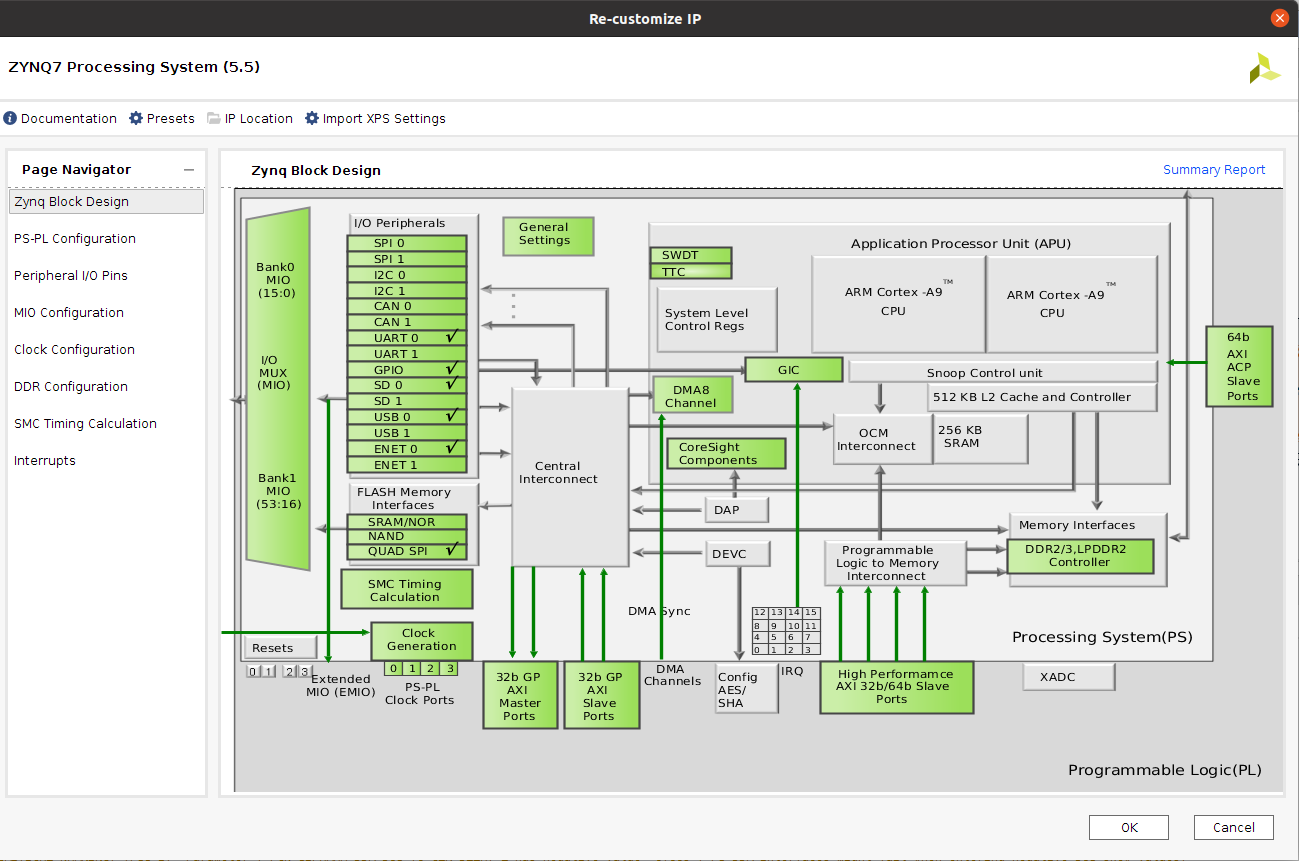 Re-customize IP
ZYNQ7 Processing System (5.5)
Documentation
Presets
IP Location
Import XPS Settings
Page Navigator
Zynq Block Design
PS-PL Configuration
Peripheral I/O Pins
MIO Configuration
Clock Configuration
DDR Configuration
SMC Timing Calculation
Interrupts
Zynq Block Design
Summary Report
Bank0
MIO
(15:0)
I/O
MUX
(MIO)
Bank1
MIO
(53:16)
I/O Peripherals
SPI 0
SPI 1
I2C 0
I2C 1
CAN 0
CAN 1
UART 0 ✓
UART 1
GPIO ✓
SD 0 ✓
SD 1
USB 0 ✓
USB 1
ENET 0 ✓
ENET 1
FLASH Memory
Interfaces
SRAM/NOR
NAND
QUAD SPI ✓
SMC Timing
Calculation
Clock
Generation
Resets
0 1 2 3
Extended
MIO (EMIO)
0 1 2 3
PS-PL
Clock Ports
General
Settings
Central
Interconnect
32b GP
AXI
Master
Ports
32b GP
AXI
Slave
Ports
Application Processor Unit (APU)
SWDT
TTC
System Level
Control Regs
ARM Cortex -A9 ™
CPU
ARM Cortex -A9 ™
CPU
GIC
Snoop Control unit
DMA8
Channel
512 KB L2 Cache and Controller
OCM
Interconnect
256 KB
SRAM
CoreSight
Components
DAP
DEVC
Programmable
Logic to Memory
Interconnect
Memory Interfaces
DDR2/3,LPDDR2
Controller
64b
AXI
ACP
Slave
Ports
DMA Sync
12 13 14 15
8 9 10 11
4 5 6 7
0 1 2 3
IRQ
DMA
Channels
Config
AES/
SHA
High Performamce
AXI 32b/64b Slave
Ports
Processing System(PS)
XADC
Programmable Logic(PL)
OK
Cancel